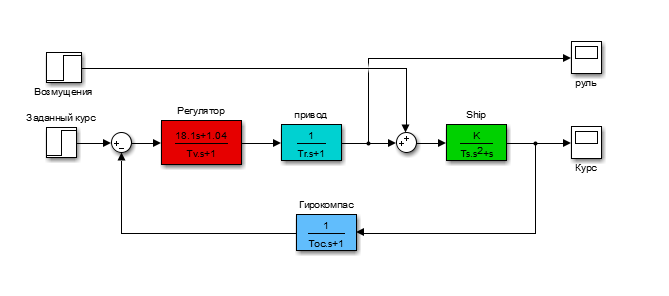 руль
Возмущения
Заданный курс
Регулятор
привод
Ship
18.1s+1.04
1
K
Tv.s+1
Tr.s+1
Ts.s2+s
Курс
Гирокомпас
1
Toc.s+1